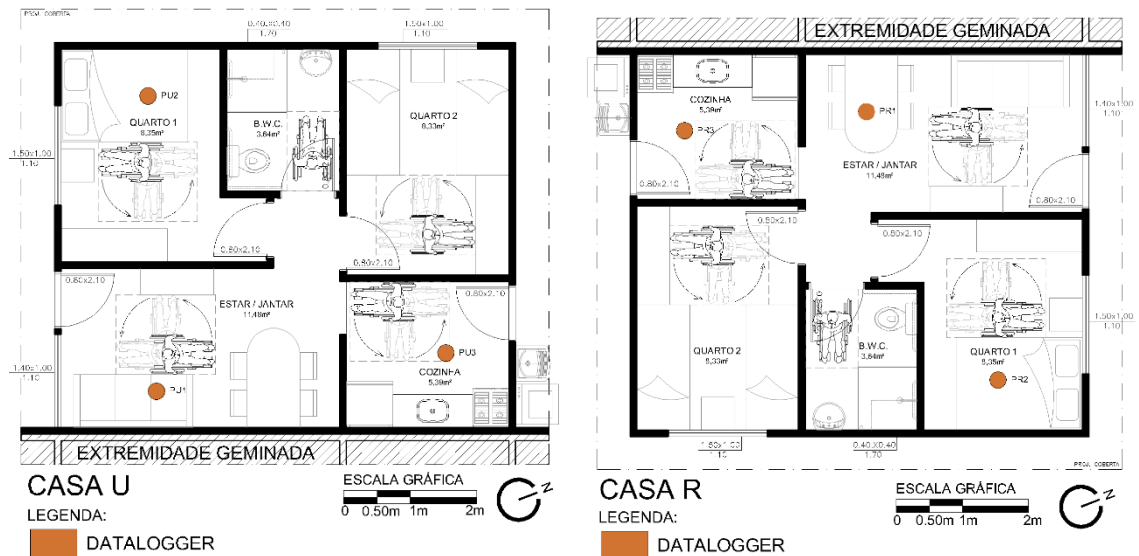 PROJ. COBERTA
0.40.X0.40
1.70
1.50x1.00
1.10
PU2
QUARTO 1
8,35m²
B.W.C.
3,64m²
QUARTO 2
8,33m²
1.50x1.00
1.10
0.80x2.10
0.80x2.10
0.80x2.10
ESTAR / JANTAR
11,48m²
0.80x2.10
PU3
COZINHA
5,39m²
1.40x1.00
1.10
PU1
EXTREMIDADE GEMINADA
CASA U
LEGENDA:
DATALOGGER
ESCALA GRÁFICA
0 0.50m 1m 2m
N
EXTREMIDADE GEMINADA
COZINHA
5,39m²
PR3
PR1
1.40x1.00
1.10
ESTAR / JANTAR
11,48m²
0.80x2.10
0.80x2.10
0.80x2.10
0.80x2.10
QUARTO 2
8,33m²
B.W.C.
3,64m²
1.50x1.00
1.10
QUARTO 1
8,35m²
PR2
1.50x1.00
1.10
0.40.X0.40
1.70
PROJ. COBERTA
CASA R
LEGENDA:
DATALOGGER
ESCALA GRÁFICA
0 0.50m 1m 2m
N